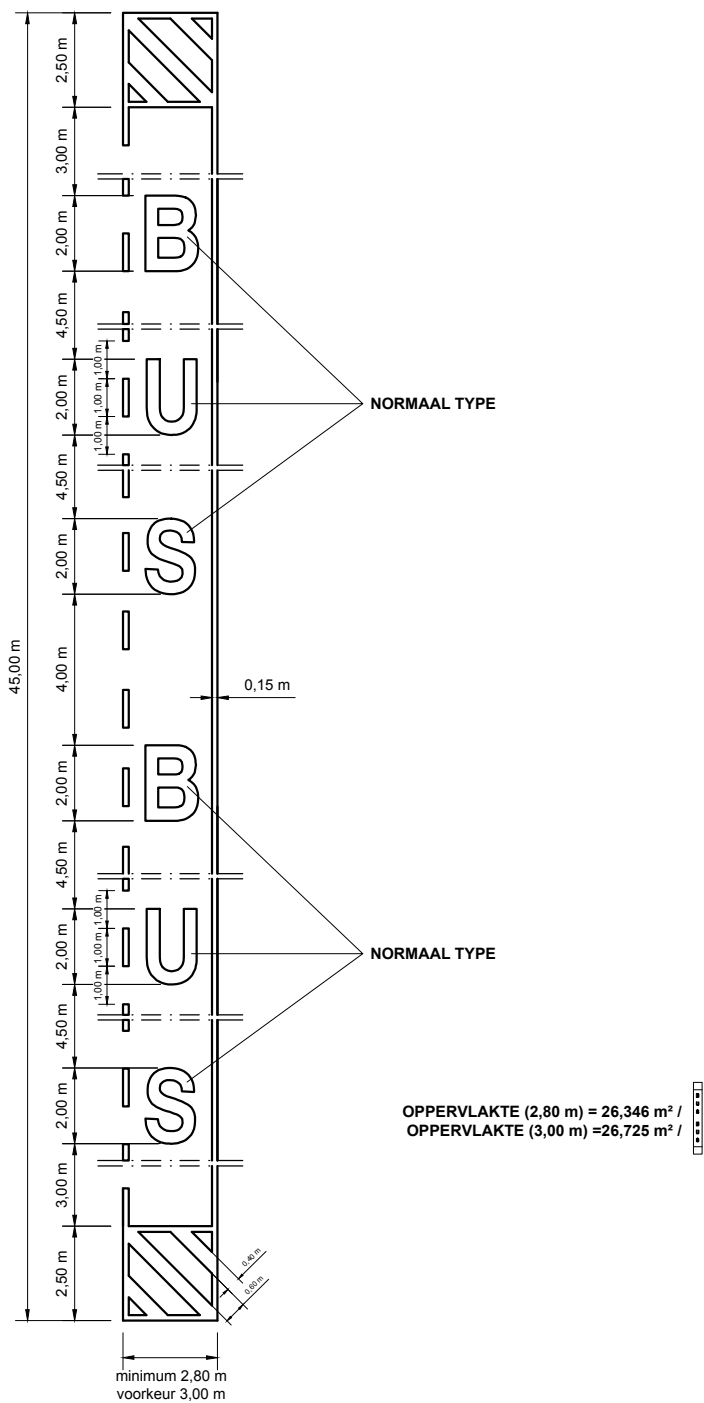 2,50 m
3,00 m
2,00 m
B
4,50 m
1,00 m
2,00 m
1,00 m
U
NORMAAL TYPE
1,00 m
4,50 m
2,00 m
S
45,00 m
4,00 m
0,15 m
2,00 m
B
4,50 m
1,00 m
2,00 m
1,00 m
U
NORMAAL TYPE
1,00 m
4,50 m
2,00 m
S
OPPERVLAKTE (2,80 m) = 26,346 m² /
OPPERVLAKTE (3,00 m) =26,725 m² /
3,00 m
2,50 m
0,40 m
0,60 m
minimum 2,80 m
voorkeur 3,00 m